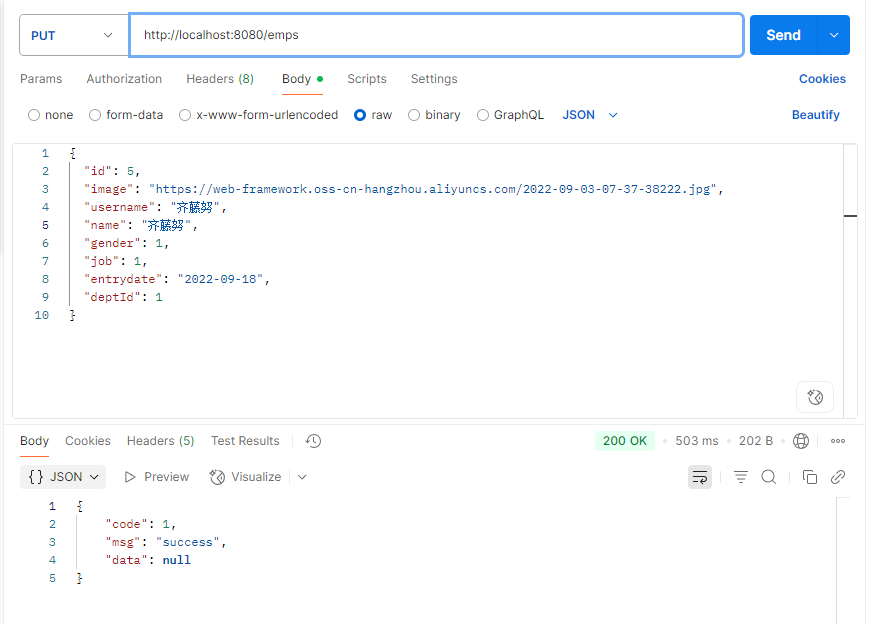 PUT http://localhost:8080/emps Send
Params Authorization Headers (8) Body Scripts Settings Cookies
none form-data x-www-form-urlencoded raw binary GraphQL JSON Beautify
1 {
2 "id": 5,
3 "image": "https://web-framework.oss-cn-hangzhou.aliyuncs.com/2022-09-03-07-37-38222.jpg",
4 "username": "齐藤努",
5 "name": "齐藤努",
6 "gender": 1,
7 "job": 1,
8 "entrydate": "2022-09-18",
9 "deptId": 1
10 }
Body Cookies Headers (5) Test Results 200 OK 503 ms 202 B
{} JSON Preview Visualize
1 {
2 "code": 1,
3 "msg": "success",
4 "data": null
5 }